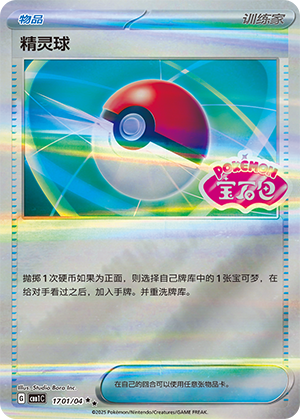 物品
训练家
精灵球
POKÉMON
宝石包
抛掷1次硬币如果为正面，则选择自己牌库中的1张宝可梦，在
给对手看过之后，加入手牌。并重洗牌库。
Illus. Studio Bora Inc.
G CBB1C 1701/04 ★★
在自己的回合可以使用任意张物品卡。
©2025 Pokémon/Nintendo/Creatures/GAME FREAK.